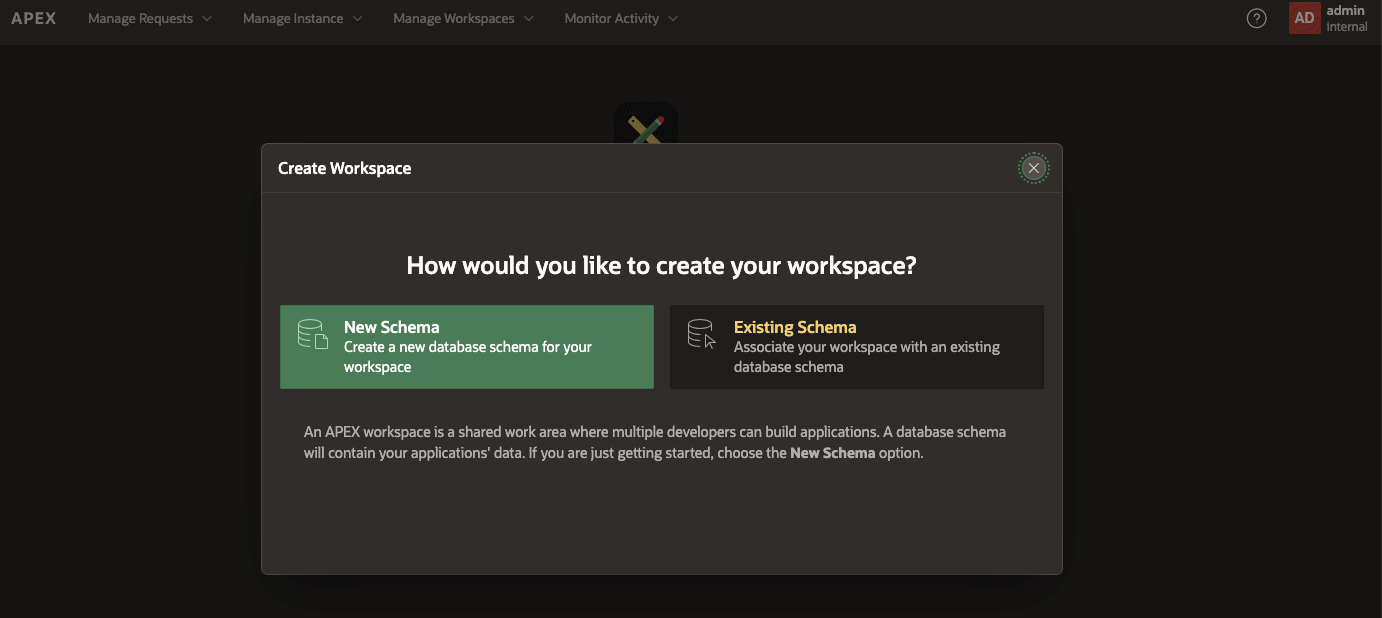 APEX Manage Requests Manage Instance Manage Workspaces Monitor Activity ? AD admin
internal
Create Workspace
How would you like to create your workspace?
New Schema
Create a new database schema for your
workspace
Existing Schema
Associate your workspace with an existing
database schema
An APEX workspace is a shared work area where multiple developers can build applications. A database schema
will contain your applications' data. If you are just getting started, choose the New Schema option.